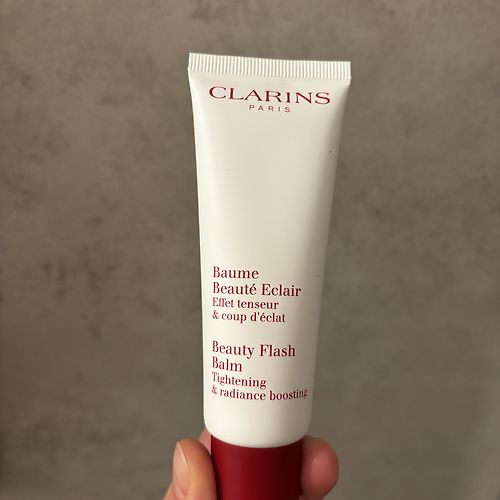 CLARINS
PARIS
Baume
Beauté Eclair
Effet tenseur
& coup d'éclat
Beauty Flash
Balm
Tightening
& radiance boosting